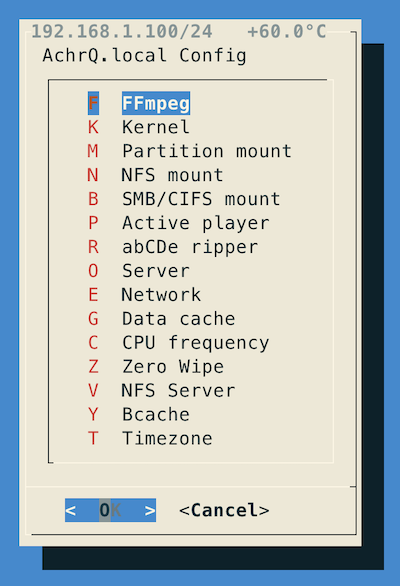 192.168.1.100/24   +60.0°C
AchrQ.local Config
F  FFmpeg
K  Kernel
M  Partition mount
N  NFS mount
B  SMB/CIFS mount
P  Active player
R  abCDe ripper
O  Server
E  Network
G  Data cache
C  CPU frequency
Z  Zero Wipe
V  NFS Server
Y  Bcache
T  Timezone
<  OK  >  <Cancel>